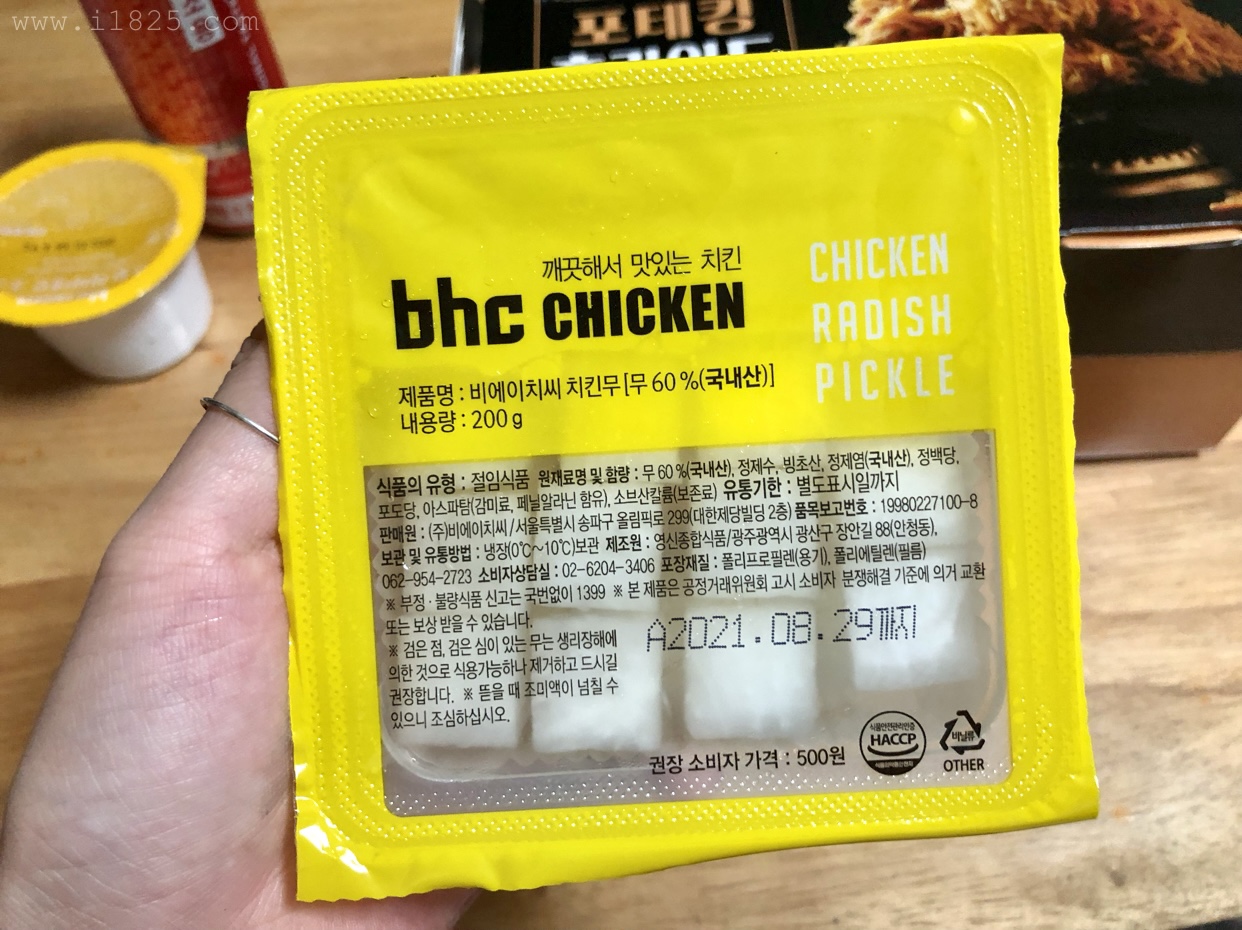 www.i1825.com
포테킹
깨끗해서 맛있는 치킨
bhc CHICKEN
CHICKEN
RADISH
PICKLE
제품명 : 비에이치씨 치킨무 [무 60 %(국내산)]
내용량 : 200 g
식품의 유형 : 절임식품 원재료명 및 함량 : 무 60 %(국내산), 정제수, 빙초산, 정제염(국내산), 정백당,
포도당, 아스파탐(감미료, 페닐알라닌 함유), 소브산칼륨(보존료) 유통기한 : 별도표시일까지
판매원 : (주)비에이치씨 / 서울특별시 송파구 올림픽로 299(대한제당빌딩 2층) 품목보고번호 : 19980227100-8
보관 및 유통방법 : 냉장(0℃~10℃)보관 제조원 : 영신종합식품/광주광역시 광산구 장안길 88(안청동),
062-954-2723 소비자상담실 : 02-6204-3406 포장재질 : 폴리프로필렌(용기), 폴리에틸렌(필름)
※ 부정 · 불량식품 신고는 국번없이 1399 ※ 본 제품은 공정거래위원회 고시 소비자 분쟁해결 기준에 의거 교환
또는 보상 받을 수 있습니다.
※ 검은 점, 검은 심이 있는 무는 생리장해에
의한 것으로 식용가능하나 제거하고 드시길
권장합니다. ※ 뜯을 때 조미액이 넘칠 수
있으니 조심하십시오.
A2021.08.29까지
권장 소비자 가격 : 500원
식품안전관리인증
HACCP
식품의약품안전처
비닐류
OTHER